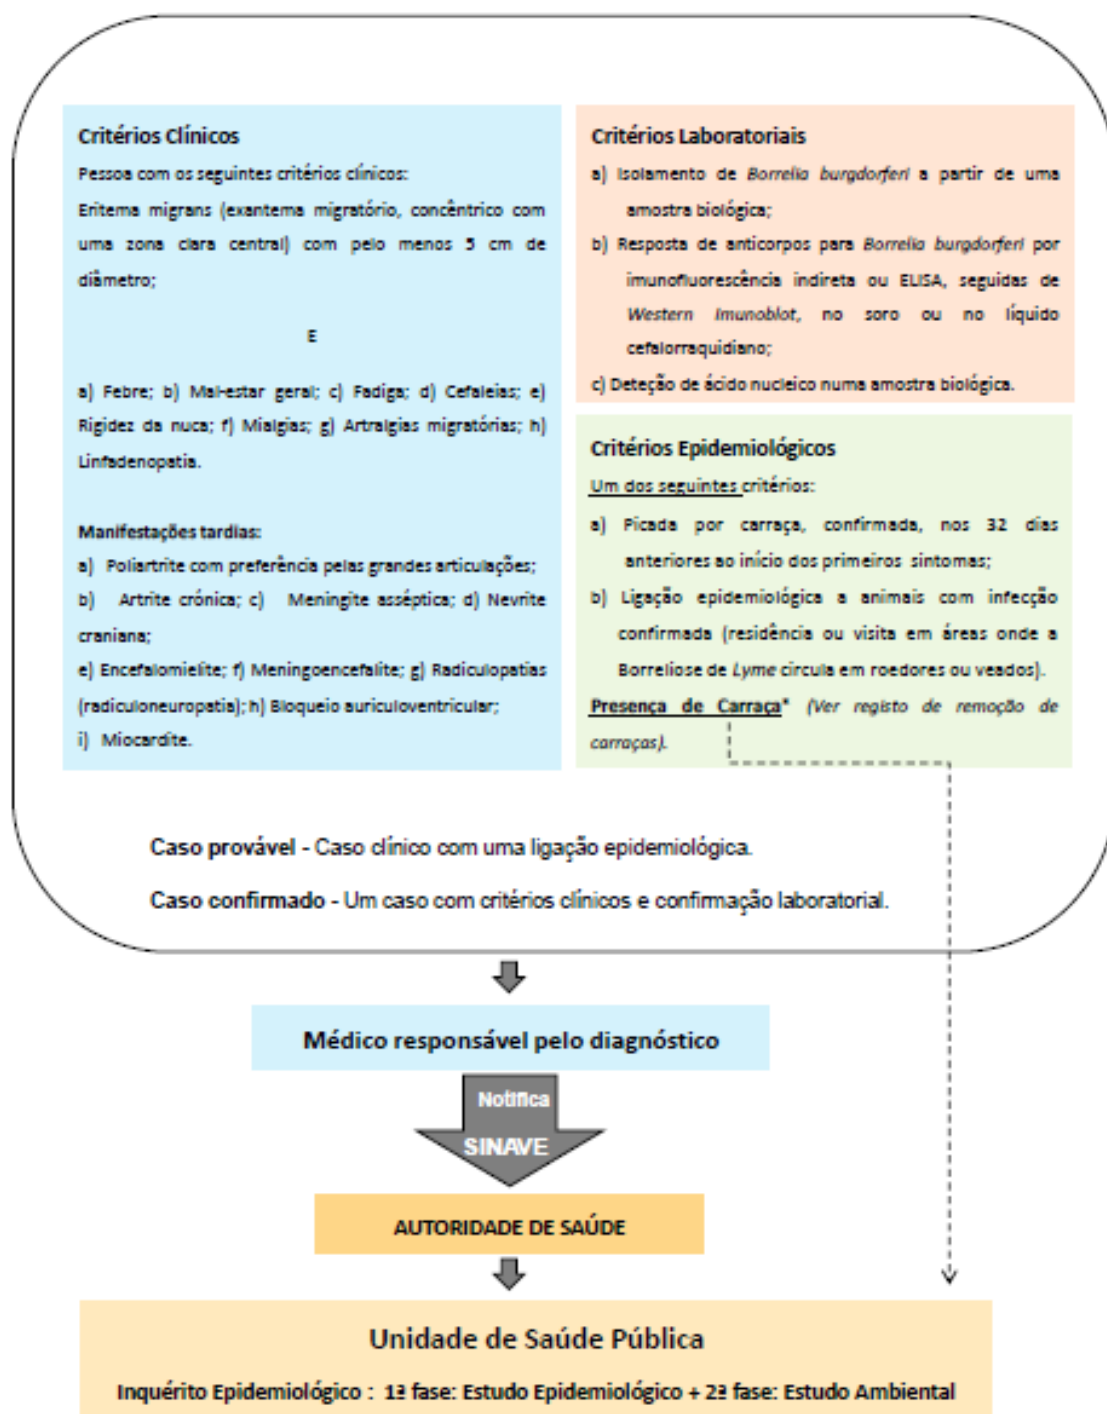 Critérios Clínicos
Pessoa com os seguintes critérios clínicos:
Eritema migrans (exantema migratório, concêntrico com
uma zona clara central) com pelo menos 5 cm de
diâmetro;
E
a) Febre; b) Mal-estar geral; c) Fadiga; d) Cefaleias; e)
Rigidez da nuca; f) Mialgias; g) Artralgias migratórias; h)
Linfadenopatia.
Manifestações tardias:
a) Poliartrite com preferência pelas grandes articulações;
b) Artrite crónica; c) Meningite asséptica; d) Nevrite
craniana;
e) Encefalomielite; f) Meningoencefalite; g) Radiculopatias
(radiculoneuropatia); h) Bloqueio auriculoventricular;
i) Miocardite.
Critérios Laboratoriais
a) Isolamento de Borrelia burgdorferi a partir de uma
amostra biológica;
b) Resposta de anticorpos para Borrelia burgdorferi por
imunofluorescência indireta ou ELISA, seguidas de
Western Imunoblot, no soro ou no líquido
cefalorraquidiano;
c) Deteção de ácido nucleico numa amostra biológica.
Critérios Epidemiológicos
Um dos seguintes critérios:
a) Picada por carraça, confirmada, nos 32 dias
anteriores ao início dos primeiros sintomas;
b) Ligação epidemiológica a animais com infecção
confirmada (residência ou visita em áreas onde a
Borreliose de Lyme circula em roedores ou veados).
Presença de Carraça* (Ver registo de remoção de
carraças).
Caso provável - Caso clínico com uma ligação epidemiológica.
Caso confirmado - Um caso com critérios clínicos e confirmação laboratorial.
Médico responsável pelo diagnóstico
Notifica
SINAVE
AUTORIDADE DE SAÚDE
Unidade de Saúde Pública
Inquérito Epidemiológico : 1ª fase: Estudo Epidemiológico + 2ª fase: Estudo Ambiental